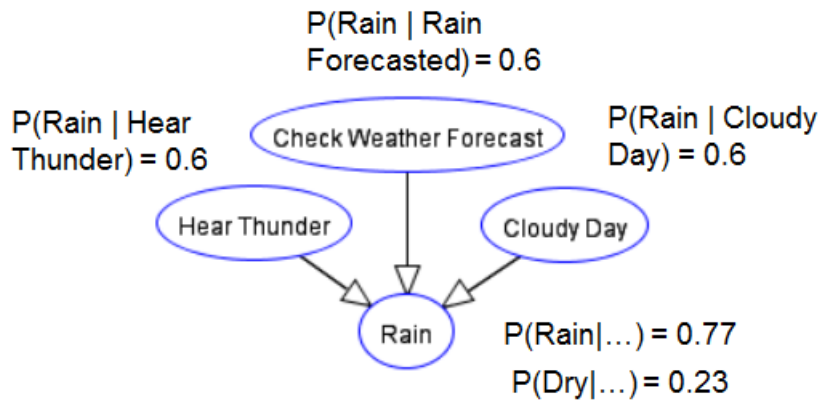 P(Rain | Rain
Forecasted) = 0.6
P(Rain | Hear
Thunder) = 0.6
Check Weather Forecast
P(Rain | Cloudy
Day) = 0.6
Hear Thunder
Cloudy Day
Rain
P(Rain|...) = 0.77
P(Dry|...) = 0.23